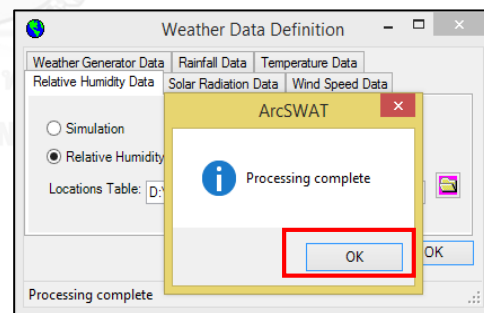 Weather Data Definition
Weather Generator Data Rainfall Data Temperature Data
Relative Humidity Data Solar Radiation Data Wind Speed Data
ArcSWAT
Simulation
Relative Humidity
Processing complete
Locations Table: D:\
OK
OK
Processing complete